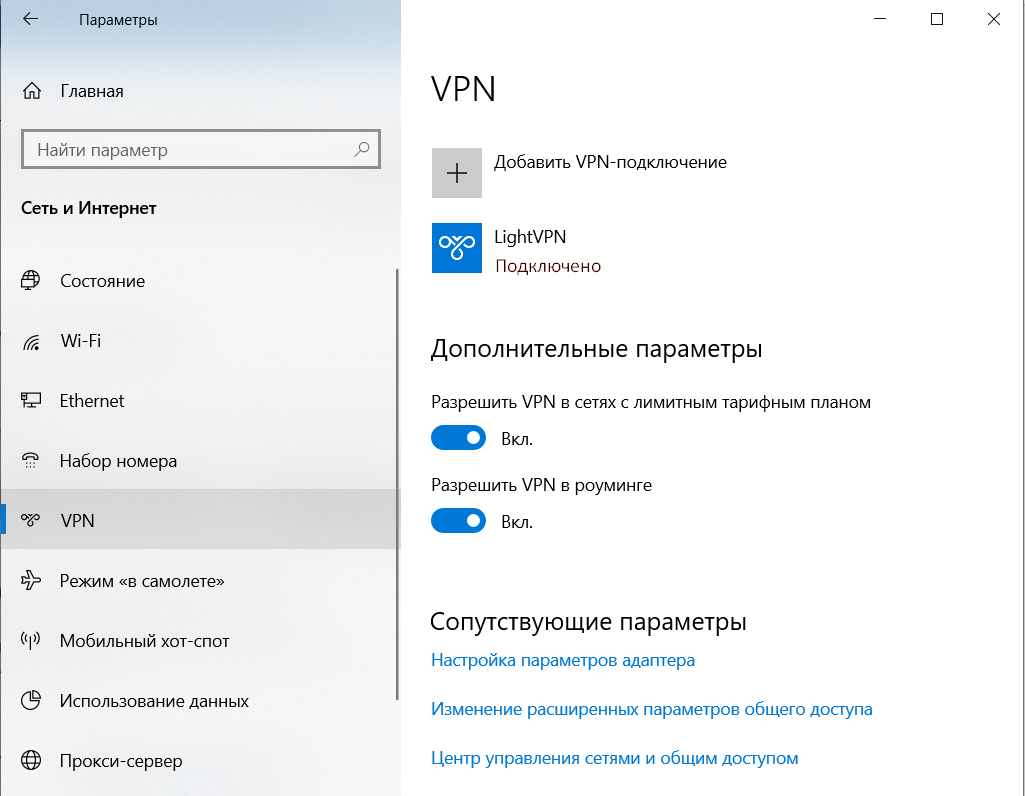 Параметры
Главная
Найти параметр
Сеть и Интернет
Состояние
Wi-Fi
Ethernet
Набор номера
VPN
Режим «в самолете»
Мобильный хот-спот
Использование данных
Прокси-сервер
VPN
Добавить VPN-подключение
LightVPN
Подключено
Дополнительные параметры
Разрешить VPN в сетях с лимитным тарифным планом
Вкл.
Разрешить VPN в роуминге
Вкл.
Сопутствующие параметры
Настройка параметров адаптера
Изменение расширенных параметров общего доступа
Центр управления сетями и общим доступом